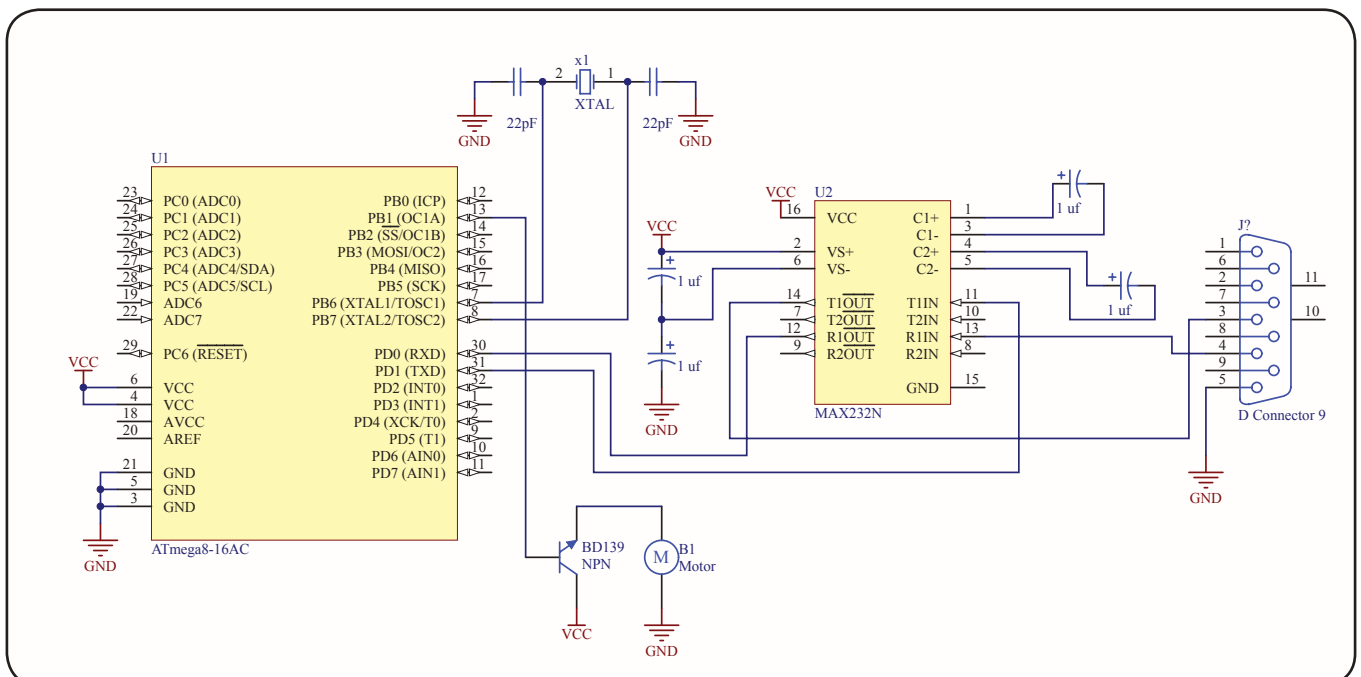 x1
2 1
XTAL
22pF 22pF
GND GND
U1
23 PC0 (ADC0)
24 PC1 (ADC1)
25 PC2 (ADC2)
26 PC3 (ADC3)
27 PC4 (ADC4/SDA)
28 PC5 (ADC5/SCL)
19 ADC6
22 ADC7
29 PC6 (RESET)
VCC
6 VCC
4 VCC
18 AVCC
20 AREF
21 GND
5 GND
3 GND
GND
PB0 (ICP) 12
PB1 (OC1A) 13
PB2 (SS/OC1B) 14
PB3 (MOSI/OC2) 15
PB4 (MISO) 16
PB5 (SCK) 17
PB6 (XTAL1/TOSC1) 7
PB7 (XTAL2/TOSC2) 8
PD0 (RXD) 30
PD1 (TXD) 31
PD2 (INT0) 32
PD3 (INT1) 1
PD4 (XCK/T0) 2
PD5 (T1) 9
PD6 (AIN0) 10
PD7 (AIN1) 11
ATmega8-16AC
BD139
NPN
VCC
M
B1
Motor
GND
VCC
+
1 uf
+
1 uf
GND
U2
VCC
16 VCC
2 VS+
6 VS-
14 T1OUT
7 T2OUT
12 R1OUT
9 R2OUT
C1+ 1
C1- 3
C2+ 4
C2- 5
T1IN 11
T2IN 10
R1IN 13
R2IN 8
GND 15
MAX232N
+
1 uf
+
1 uf
J?
1
6
2
7
3
8
4
9
5
11
10
D Connector 9
GND